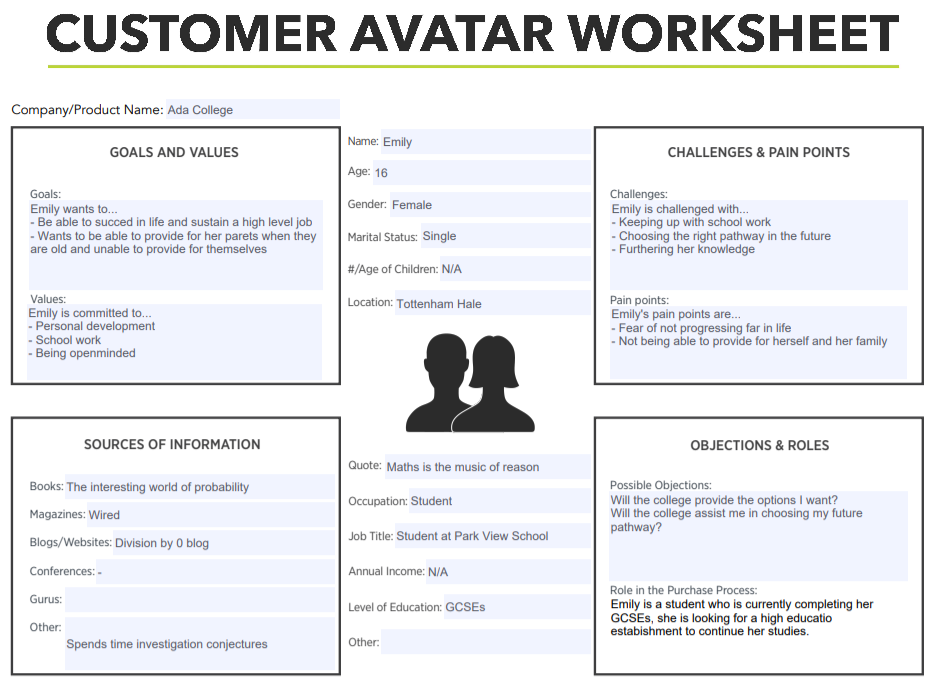 CUSTOMER AVATAR WORKSHEET
Company/Product Name: Ada College
GOALS AND VALUES
Goals:
Emily wants to...
- Be able to succed in life and sustain a high level job
- Wants to be able to provide for her parets when they
are old and unable to provide for themselves
Values:
Emily is committed to...
- Personal development
- School work
- Being openminded
Name: Emily
Age: 16
Gender: Female
Marital Status: Single
#/Age of Children: N/A
Location: Tottenham Hale
CHALLENGES & PAIN POINTS
Challenges:
Emily is challenged with...
- Keeping up with school work
- Choosing the right pathway in the future
- Furthering her knowledge
Pain points:
Emily's pain points are...
- Fear of not progressing far in life
- Not being able to provide for herself and her family
SOURCES OF INFORMATION
Books: The interesting world of probability
Magazines: Wired
Blogs/Websites: Division by 0 blog
Conferences: -
Gurus:
Other:
Spends time investigation conjectures
Quote: Maths is the music of reason
Occupation: Student
Job Title: Student at Park View School
Annual Income: N/A
Level of Education: GCSEs
Other:
OBJECTIONS & ROLES
Possible Objections:
Will the college provide the options I want?
Will the college assist me in choosing my future
pathway?
Role in the Purchase Process:
Emily is a student who is currently completing her
GCSEs, she is looking for a high educatio
estabishment to continue her studies.